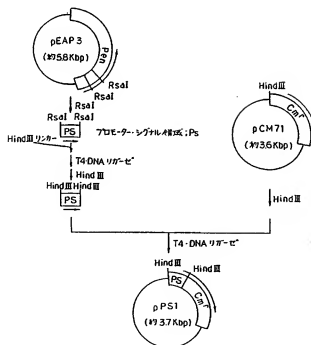 pEAP3
(約5.8Kbp)
Pen
RsaI
RsaI
RsaI
RsaI
PS
プロモーター・シグナル構造; Ps
HindⅢリンカー
T4・DNAリガーゼ
HindⅢ
HindⅢHindⅢ
PS
HindⅢ
pCM71
(約3.6Kbp)
Cmʳ
HindⅢ
T4・DNAリガーゼ
HindⅢ
HindⅢ
PS
Cmʳ
pPS1
(約3.7Kbp)